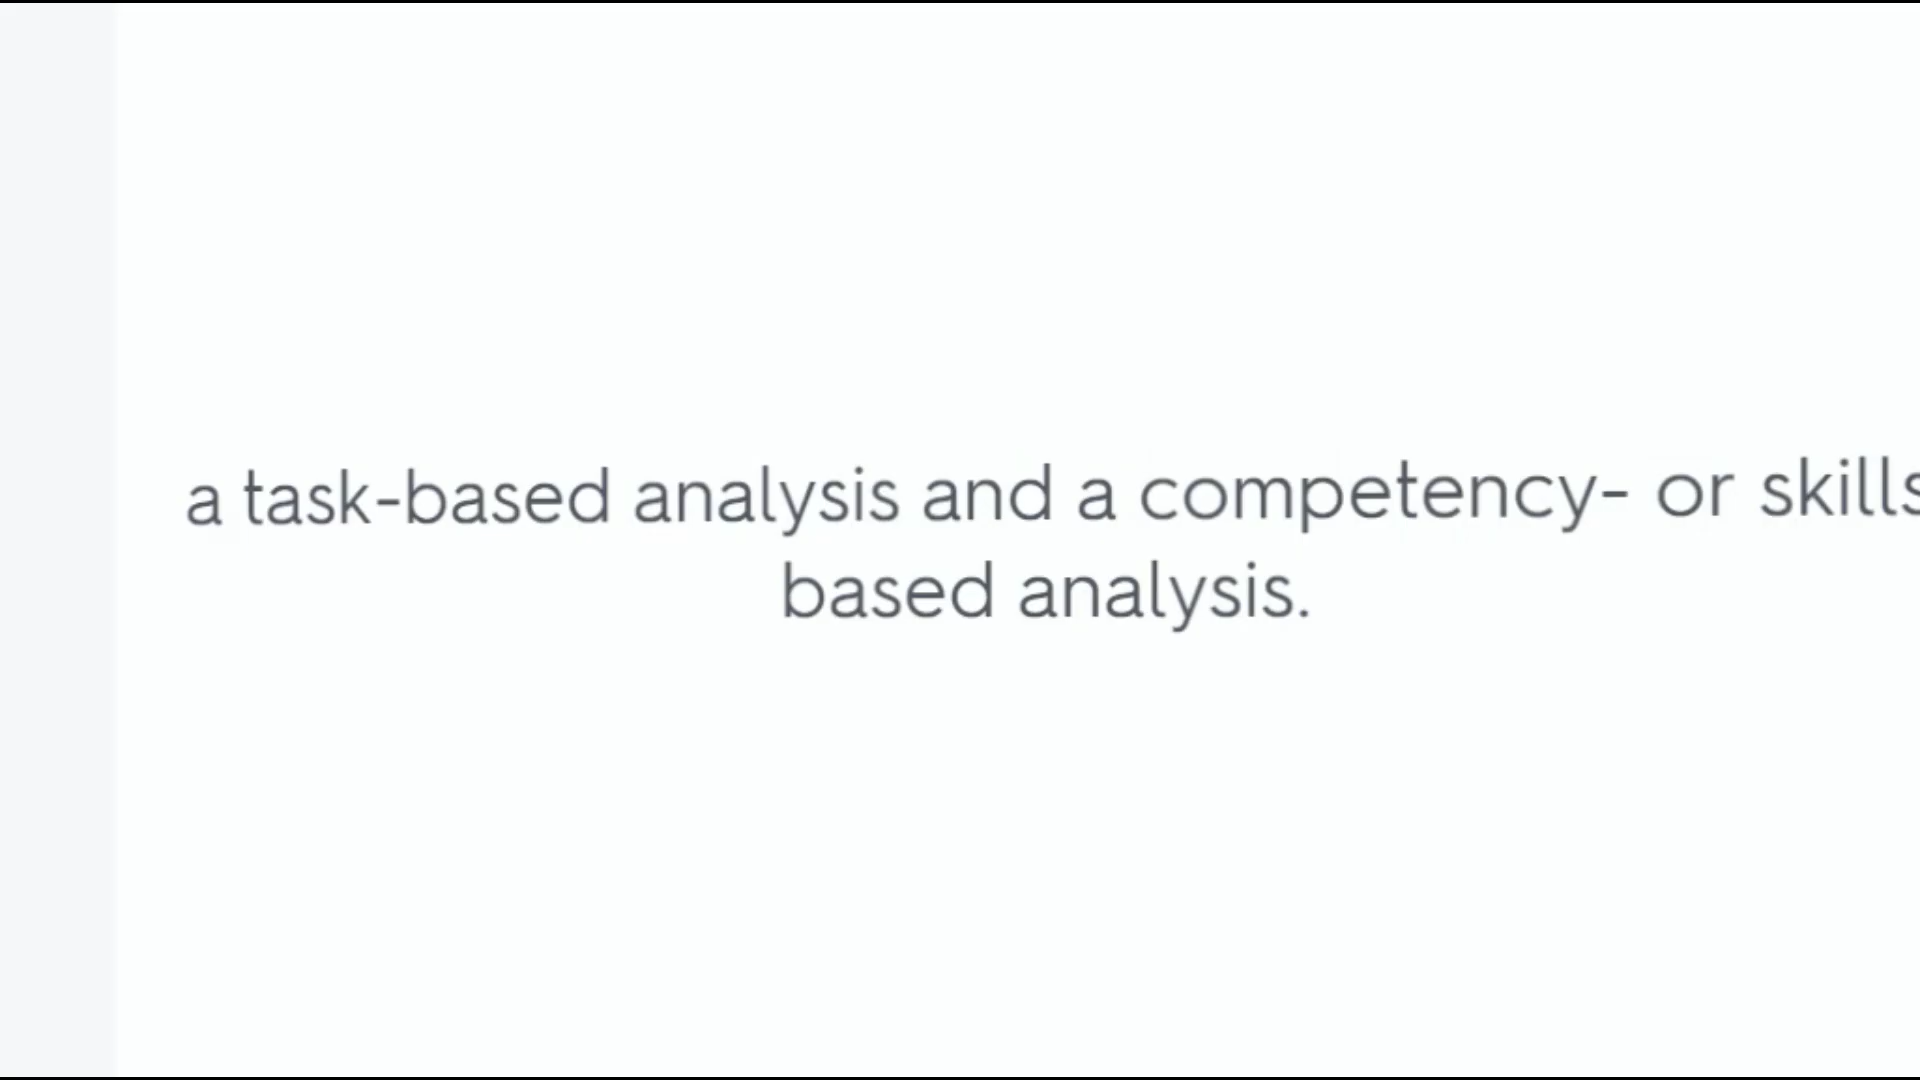 a task-based analysis and a competency- or skills
based analysis.